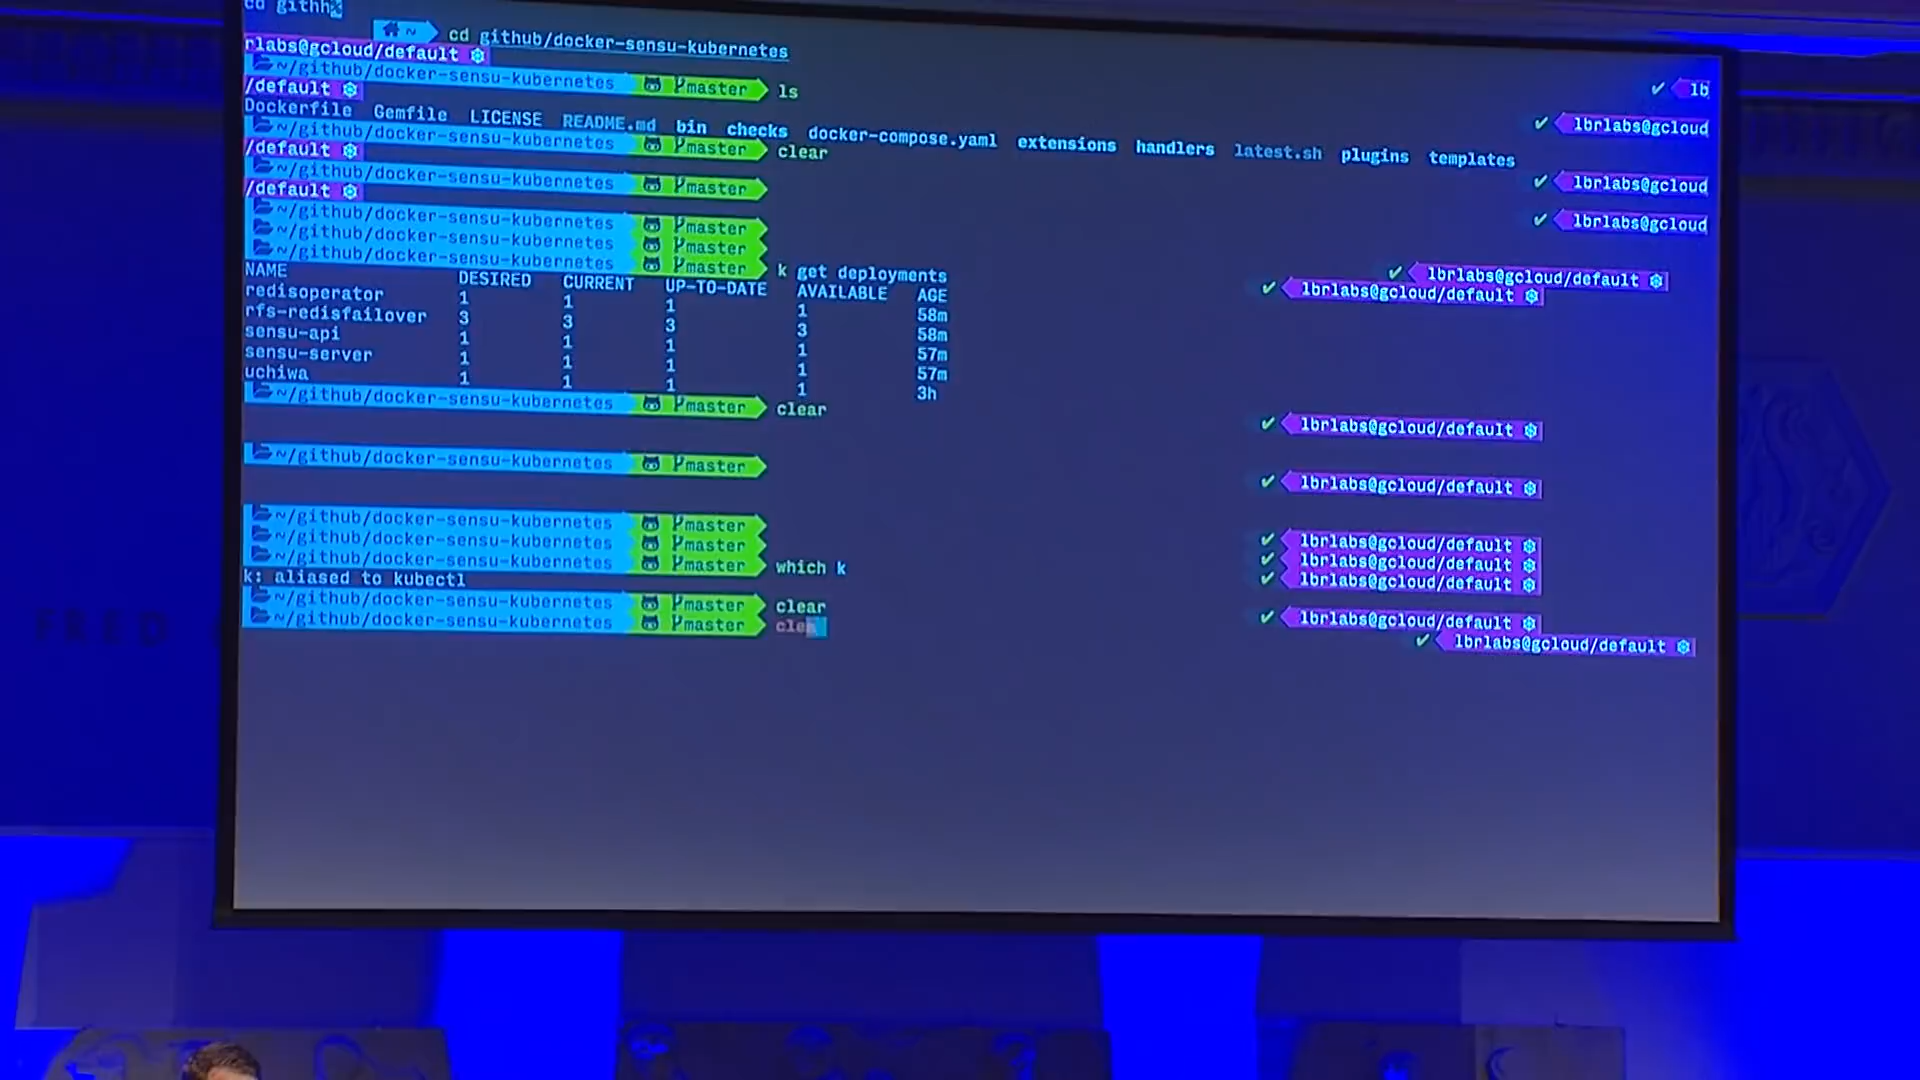 cd githh
~ cd github/docker-sensu-kubernetes
rlabs@gcloud/default
~/github/docker-sensu-kubernetes master ls lb
/default
Dockerfile Gemfile LICENSE README.md bin checks docker-compose.yaml extensions handlers latest.sh plugins templates
~/github/docker-sensu-kubernetes master clear lbrlabs@gcloud
/default
~/github/docker-sensu-kubernetes master lbrlabs@gcloud
/default
~/github/docker-sensu-kubernetes master lbrlabs@gcloud
~/github/docker-sensu-kubernetes master
~/github/docker-sensu-kubernetes master k get deployments lbrlabs@gcloud/default
lbrlabs@gcloud/default
NAME DESIRED CURRENT UP-TO-DATE AVAILABLE AGE
redisoperator 1 1 1 1 58m
rfs-redisfailover 3 3 3 3 58m
sensu-api 1 1 1 1 57m
sensu-server 1 1 1 1 57m
uchiwa 1 1 1 1 3h
~/github/docker-sensu-kubernetes master clear lbrlabs@gcloud/default
~/github/docker-sensu-kubernetes master lbrlabs@gcloud/default
~/github/docker-sensu-kubernetes master lbrlabs@gcloud/default
~/github/docker-sensu-kubernetes master lbrlabs@gcloud/default
~/github/docker-sensu-kubernetes master which k lbrlabs@gcloud/default
k: aliased to kubectl
~/github/docker-sensu-kubernetes master clear lbrlabs@gcloud/default
~/github/docker-sensu-kubernetes master clea lbrlabs@gcloud/default
FRED